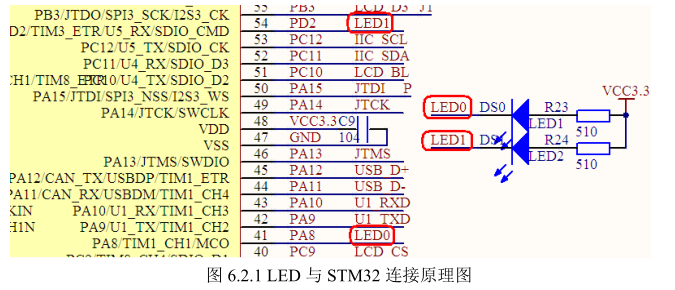 PB3/JTDO/SPI3_SCK/I2S3_CK 55 PB3 LCD_D3 J1
D2/TIM3_ETR/U5_RX/SDIO_CMD 54 PD2 LED1
PC12/U5_TX/SDIO_CK 53 PC12 IIC_SCL
PC11/U4_RX/SDIO_D3 52 PC11 IIC_SDA
CH1/TIM8_ETR PC10/U4_TX/SDIO_D2 51 PC10 LCD_BL
PA15/JTDI/SPI3_NSS/I2S3_WS 50 PA15 JTDI P
PA14/JTCK/SWCLK 49 PA14 JTCK
VDD 48 VCC3.3 C9
VSS 47 GND 104
PA13/JTMS/SWDIO 46 PA13 JTMS
PA12/CAN_TX/USBDP/TIM1_ETR 45 PA12 USB_D+
PA11/CAN_RX/USBDM/TIM1_CH4 44 PA11 USB_D-
KIN PA10/U1_RX/TIM1_CH3 43 PA10 U1_RXD
H1N PA9/U1_TX/TIM1_CH2 42 PA9 U1_TXD
PA8/TIM1_CH1/MCO 41 PA8 LED0
40 PC9 LCD_CS
VCC3.3
LED0 DS0 R23
LED1 510
LED1 DS1 R24
LED2 510
图 6.2.1 LED 与 STM32 连接原理图